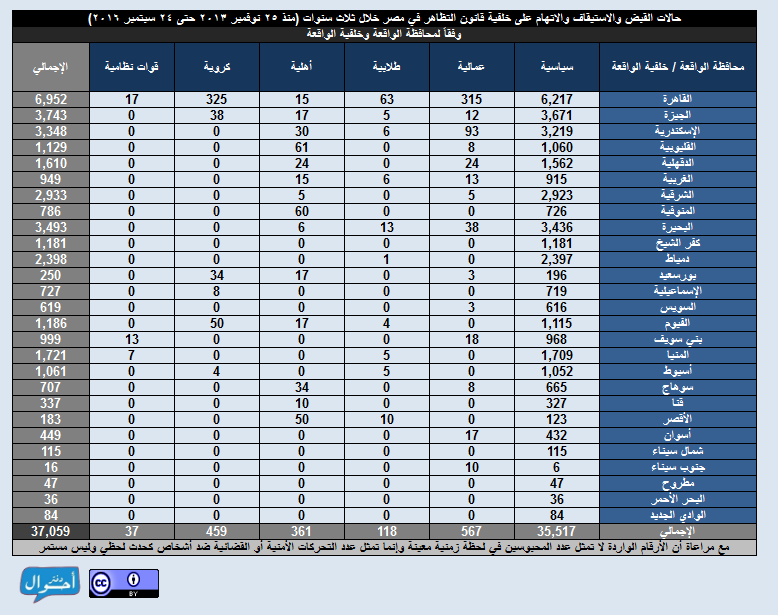 حالات القبض والاستيقاف والاتهام على خلفية قانون التظاهر في مصر خلال ثلاث سنوات (منذ ٢٥ نوفمبر ٢٠١٣ حتى ٢٤ سبتمبر ٢٠١٦)
وفقاً لمحافظة الواقعة وخلفية الواقعة
محافظة الواقعة / خلفية الواقعة سياسية عمالية طلابية أهلية كروية قوات نظامية الإجمالي
القاهرة 6,217 315 63 15 325 17 6,952
الجيزة 3,671 12 5 17 38 0 3,743
الإسكندرية 3,219 93 6 30 0 0 3,348
القليوبية 1,060 8 0 61 0 0 1,129
الدقهلية 1,562 24 0 24 0 0 1,610
الغربية 915 13 6 15 0 0 949
الشرقية 2,923 5 0 5 0 0 2,933
المنوفية 726 0 0 60 0 0 786
البحيرة 3,436 38 13 6 0 0 3,493
كفر الشيخ 1,181 0 0 0 0 0 1,181
دمياط 2,397 0 1 0 0 0 2,398
بورسعيد 196 3 0 17 34 0 250
الإسماعيلية 719 0 0 0 8 0 727
السويس 616 3 0 0 0 0 619
الفيوم 1,115 0 4 17 50 0 1,186
بني سويف 968 18 0 0 0 13 999
المنيا 1,709 0 5 0 0 7 1,721
أسيوط 1,052 0 5 0 4 0 1,061
سوهاج 665 8 0 34 0 0 707
قنا 327 0 0 10 0 0 337
الأقصر 123 0 10 50 0 0 183
أسوان 432 17 0 0 0 0 449
شمال سيناء 115 0 0 0 0 0 115
جنوب سيناء 6 10 0 0 0 0 16
مطروح 47 0 0 0 0 0 47
البحر الأحمر 36 0 0 0 0 0 36
الوادي الجديد 84 0 0 0 0 0 84
الإجمالي 35,517 567 118 361 459 37 37,059
مع مراعاة أن الأرقام الواردة لا تمثل عدد المحبوسين في لحظة زمنية معينة وإنما تمثل عدد التحركات الأمنية أو القضائية ضد أشخاص كحدث لحظي وليس مستمر
دفتر أحوال
cc BY